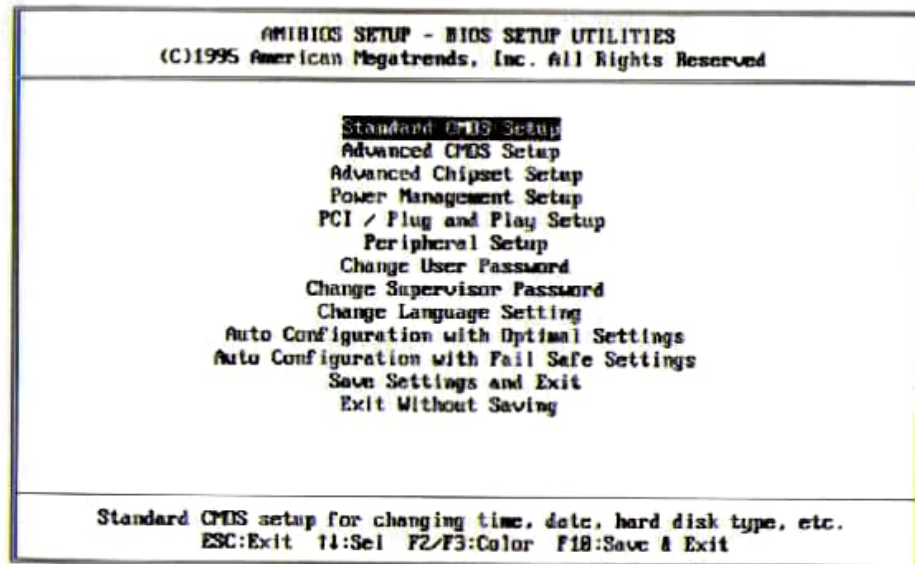 AMIBIOS SETUP - BIOS SETUP UTILITIES
(C)1995 American Megatrends, Inc. All Rights Reserved
Standard CMOS Setup
Advanced CMOS Setup
Advanced Chipset Setup
Power Management Setup
PCI / Plug and Play Setup
Peripheral Setup
Change User Password
Change Supervisor Password
Change Language Setting
Auto Configuration with Optimal Settings
Auto Configuration with Fail Safe Settings
Save Settings and Exit
Exit Without Saving
Standard CMOS setup for changing time, date, hard disk type, etc.
ESC:Exit ↑↓:Sel F2/F3:Color F10:Save & Exit